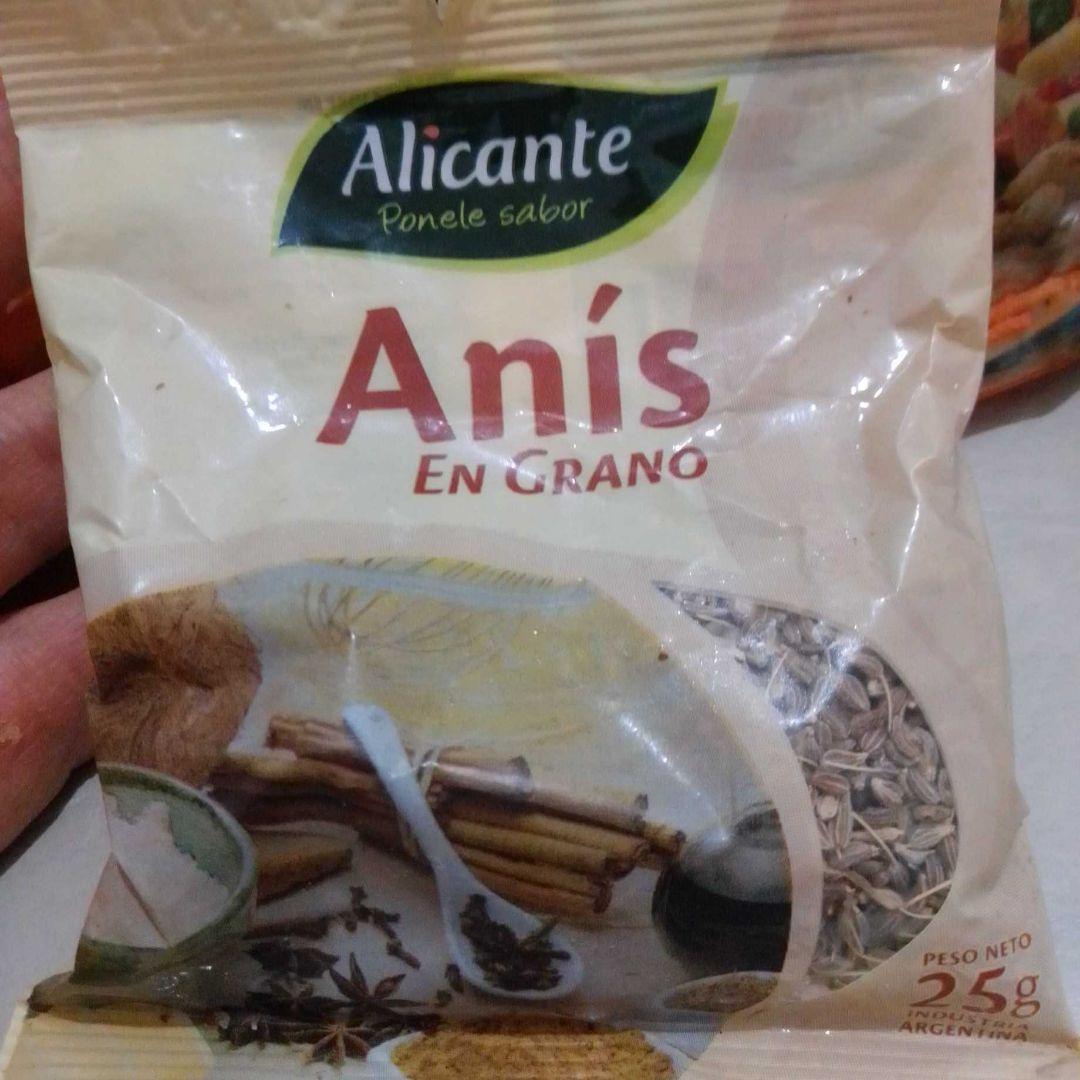 Alicante
Ponele sabor
Anís
EN GRANO
PESO NETO
25g
INDUSTRIA
ARGENTINA